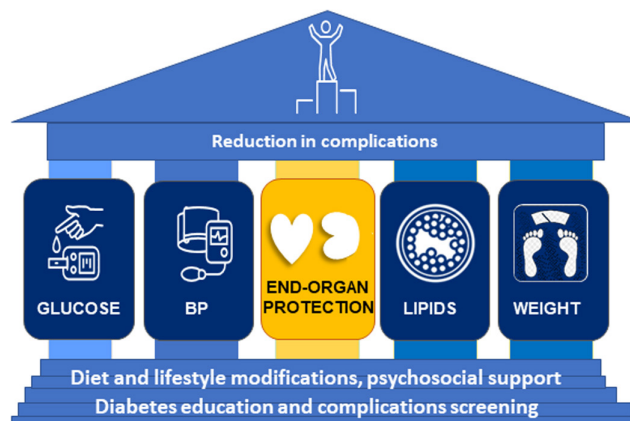 Reduction in complications
GLUCOSE
BP
END-ORGAN
PROTECTION
LIPIDS
WEIGHT
Diet and lifestyle modifications, psychosocial support
Diabetes education and complications screening